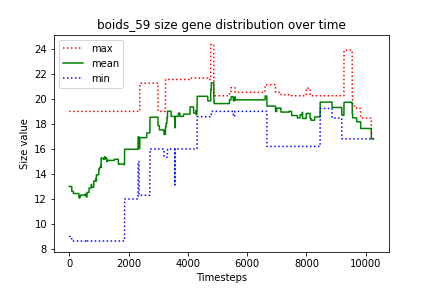 boids_59 size gene distribution over time
max
mean
min
Size value
24
22
20
18
16
14
12
10
8
0 2000 4000 6000 8000 10000
Timesteps